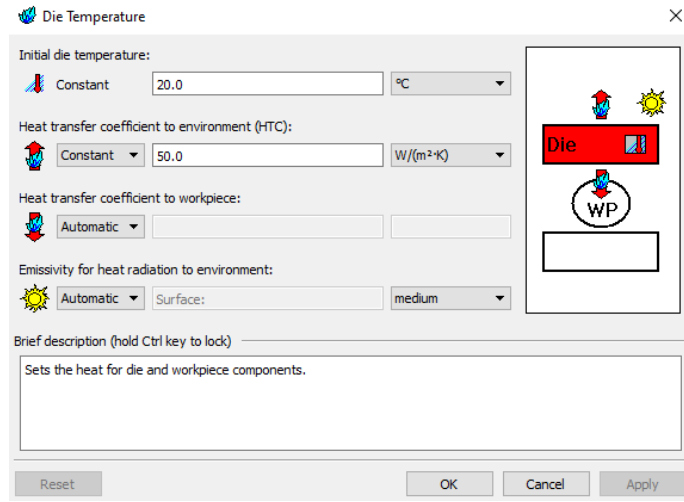 Die Temperature
Initial die temperature:
Constant 20.0 °C
Heat transfer coefficient to environment (HTC):
Constant 50.0 W/(m²·K)
Heat transfer coefficient to workpiece:
Automatic
Emissivity for heat radiation to environment:
Automatic Surface: medium
Die
WP
Brief description (hold Ctrl key to lock)
Sets the heat for die and workpiece components.
Reset OK Cancel Apply